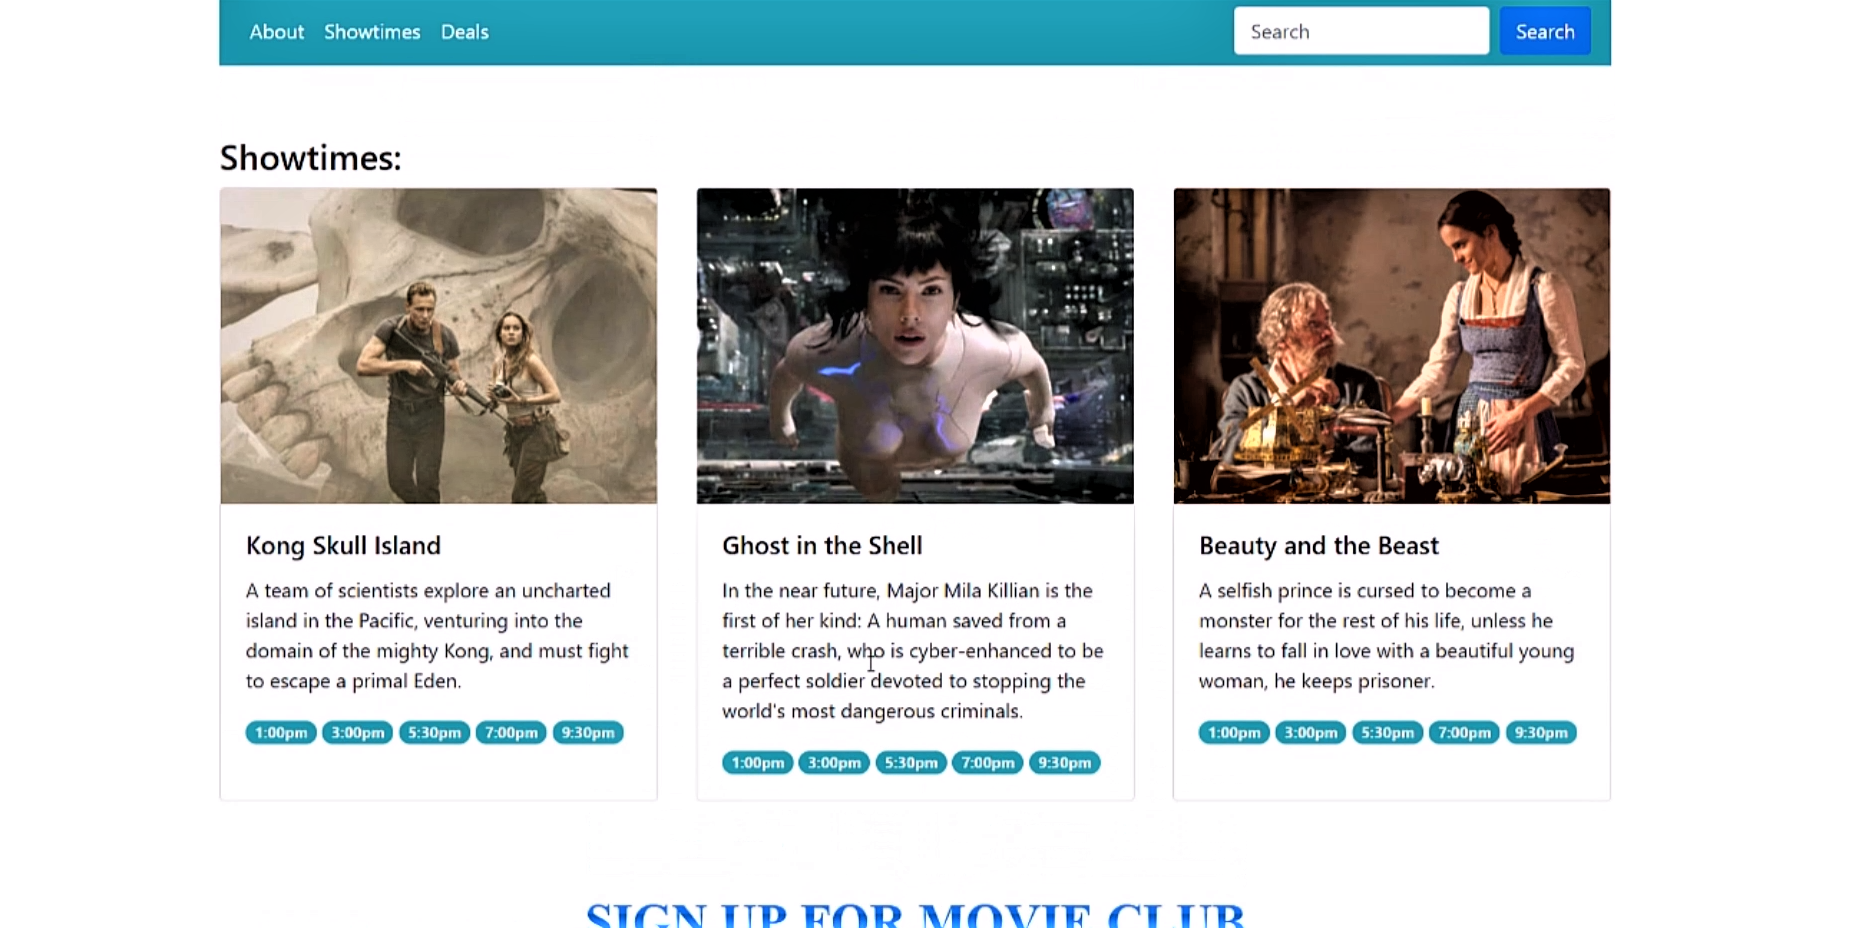 About Showtimes Deals Search Search
Showtimes:
Kong Skull Island
A team of scientists explore an uncharted
island in the Pacific, venturing into the
domain of the mighty Kong, and must fight
to escape a primal Eden.
1:00pm 3:00pm 5:30pm 7:00pm 9:30pm
Ghost in the Shell
In the near future, Major Mila Killian is the
first of her kind: A human saved from a
terrible crash, who is cyber-enhanced to be
a perfect soldier devoted to stopping the
world's most dangerous criminals.
1:00pm 3:00pm 5:30pm 7:00pm 9:30pm
Beauty and the Beast
A selfish prince is cursed to become a
monster for the rest of his life, unless he
learns to fall in love with a beautiful young
woman, he keeps prisoner.
1:00pm 3:00pm 5:30pm 7:00pm 9:30pm
SIGN UP FOR MOVIE CLUB